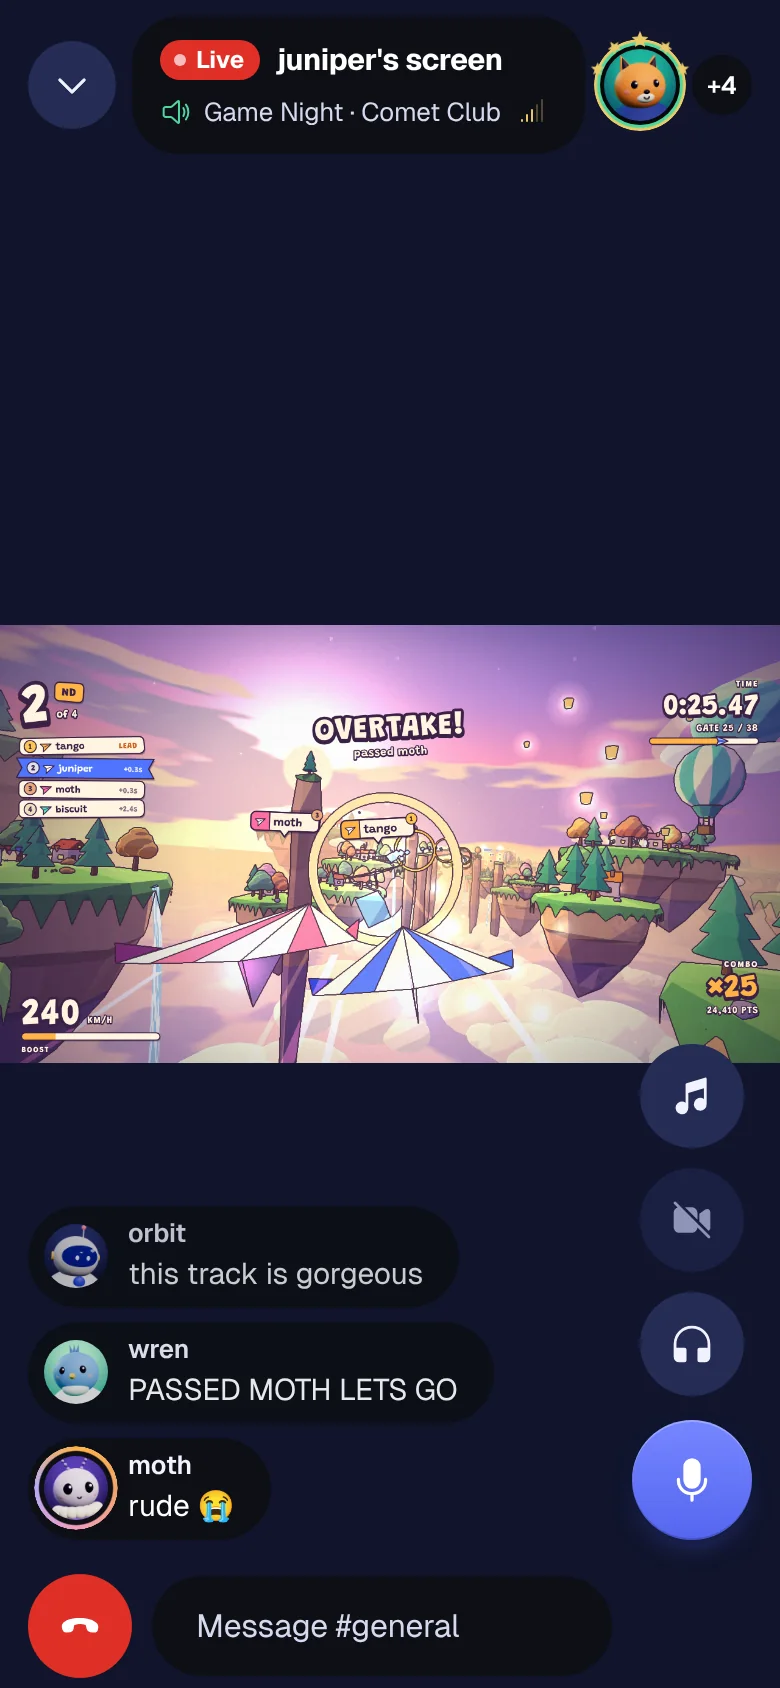 Live juniper's screen
Game Night · Comet Club
+4
2 ND
of 4
1 tango LEAD
2 juniper +0.3s
3 moth +0.3s
4 biscuit +2.4s
OVERTAKE!
passed moth
TIME
0:25.47
GATE 25 / 38
moth 3
tango 1
240 KM/H
BOOST
COMBO
×25
24,410 PTS
orbit
this track is gorgeous
wren
PASSED MOTH LETS GO
moth
rude 😭
Message #general